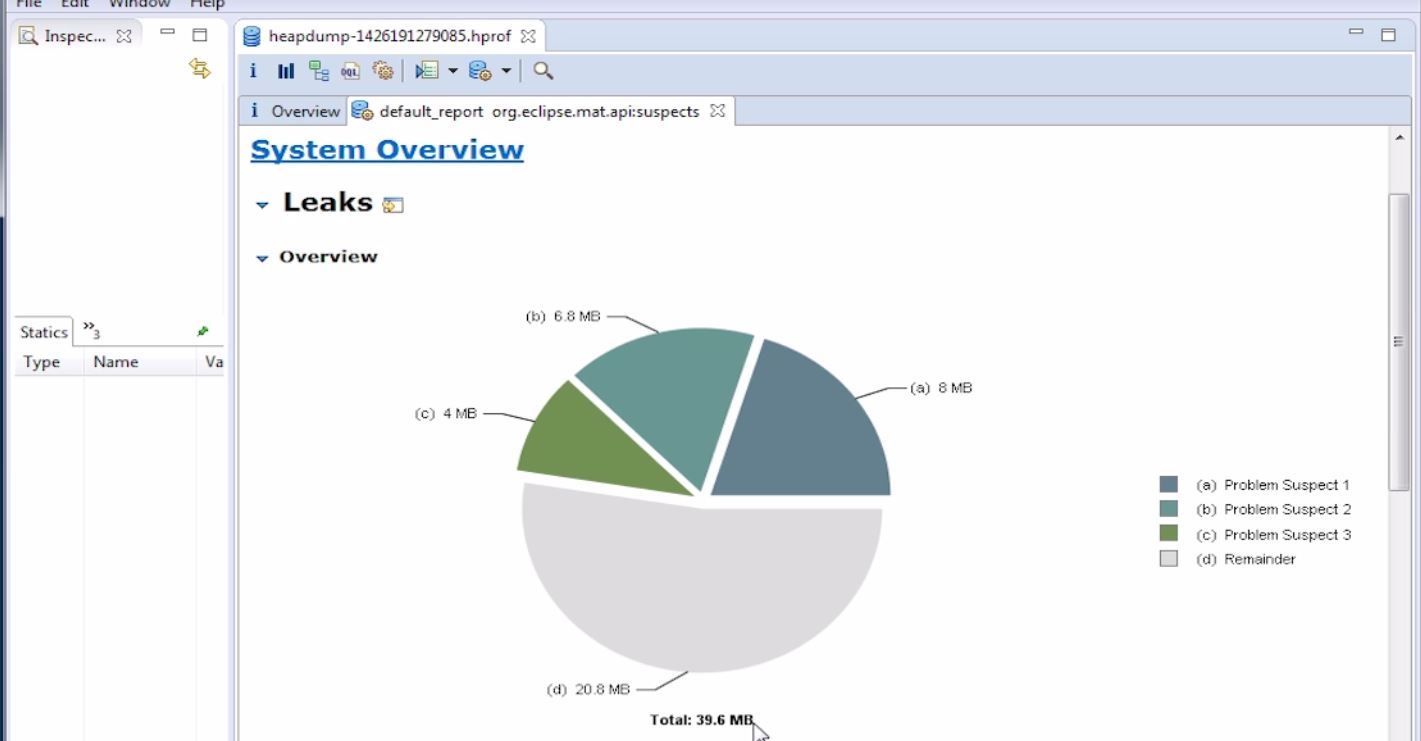 File Edit Window Help
Inspec...
heapdump-1426191279085.hprof
i OQL
i Overview default_report org.eclipse.mat.api:suspects
System Overview
Leaks
Overview
(b) 6.8 MB
Statics »3
Type Name Va
(a) 8 MB
(c) 4 MB
(a) Problem Suspect 1
(b) Problem Suspect 2
(c) Problem Suspect 3
(d) Remainder
(d) 20.8 MB
Total: 39.6 MB